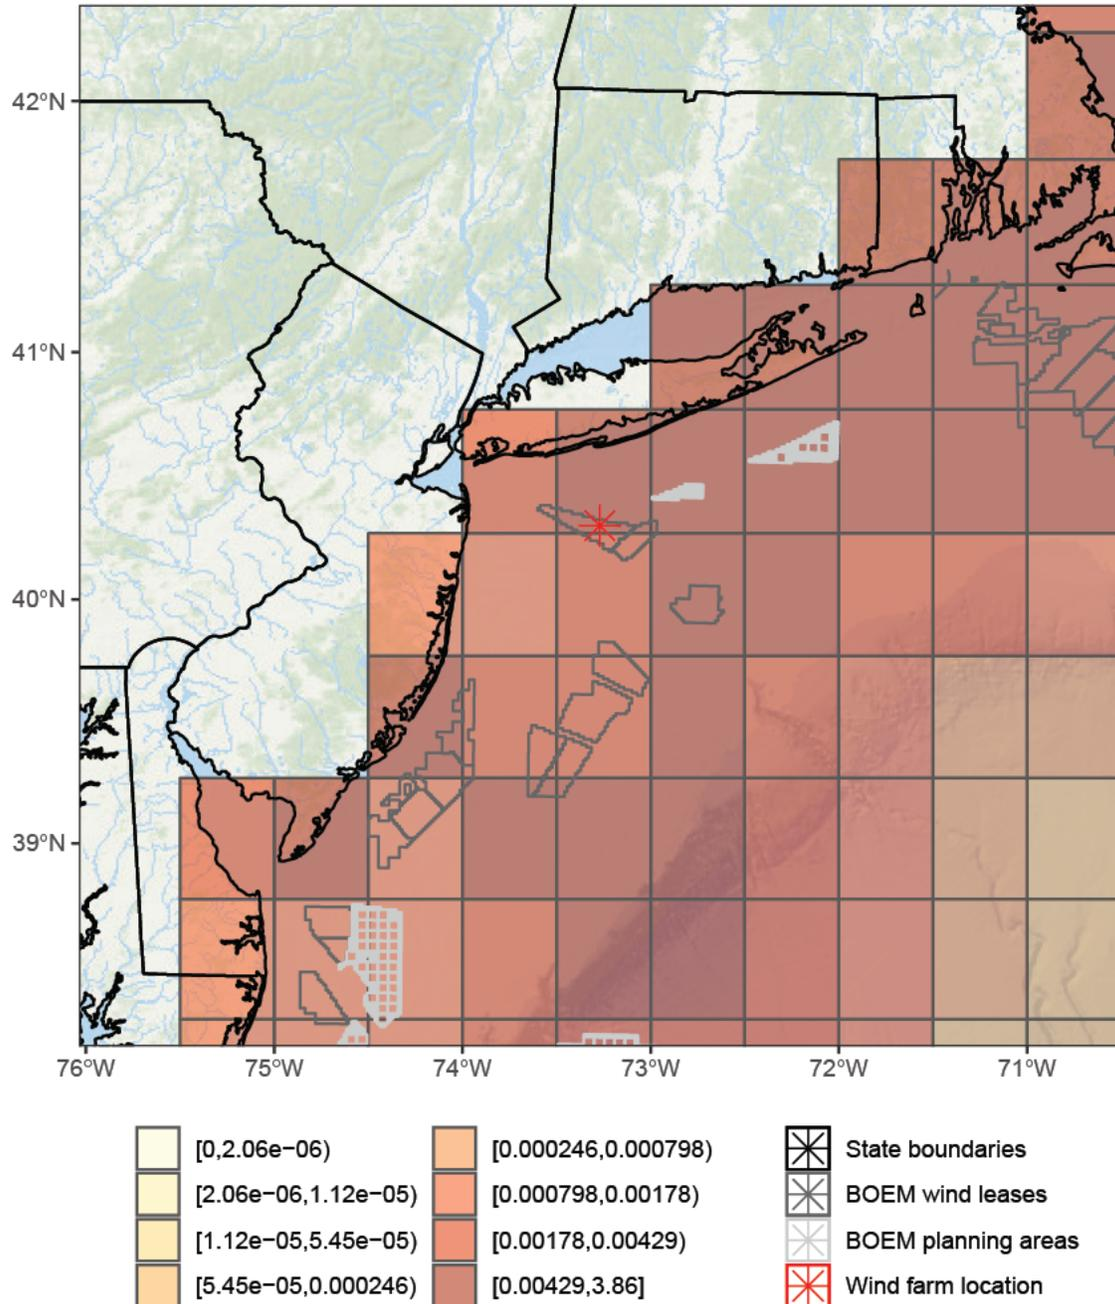 42°N
41°N
40°N
39°N
76°W 75°W 74°W 73°W 72°W 71°W
[0,2.06e−06) [0.000246,0.000798) State boundaries
[2.06e−06,1.12e−05) [0.000798,0.00178) BOEM wind leases
[1.12e−05,5.45e−05) [0.00178,0.00429) BOEM planning areas
[5.45e−05,0.000246) [0.00429,3.86] Wind farm location